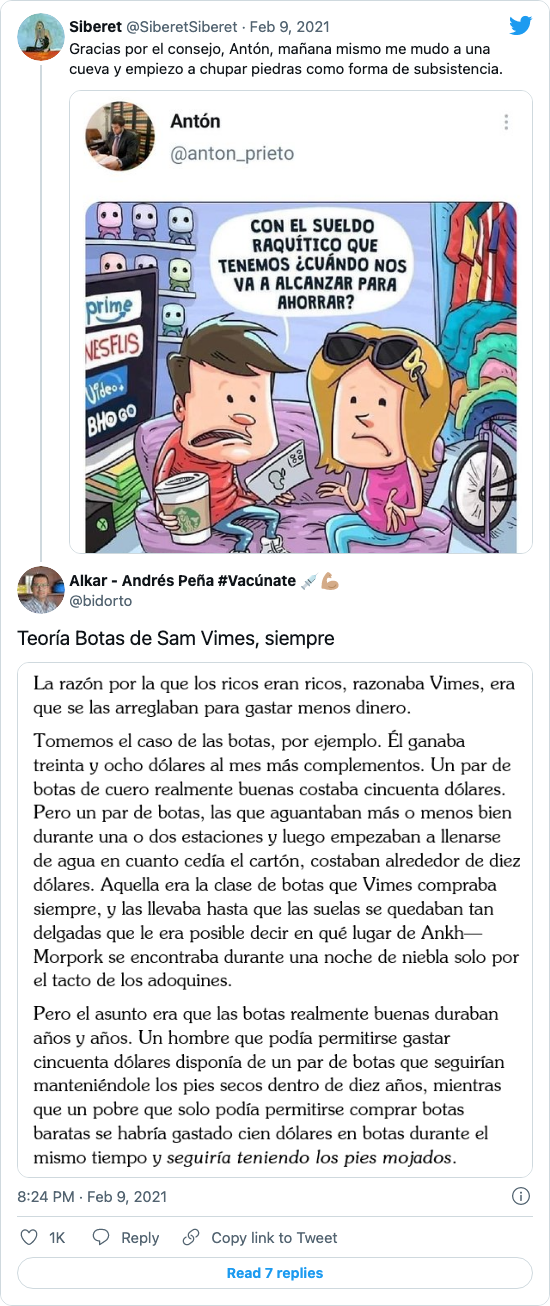 Siberet @SiberetSiberet · Feb 9, 2021
Gracias por el consejo, Antón, mañana mismo me mudo a una
cueva y empiezo a chupar piedras como forma de subsistencia.
Antón
@anton_prieto
CON EL SUELDO
RAQUÍTICO QUE
TENEMOS ¿CUÁNDO NOS
VA A ALCANZAR PARA
AHORRAR?
prime
NESFLIS
Video+
BHO GO
Alkar - Andrés Peña #Vacúnate 💉💪🏽
@bidorto
Teoría Botas de Sam Vimes, siempre
La razón por la que los ricos eran ricos, razonaba Vimes, era
que se las arreglaban para gastar menos dinero.
Tomemos el caso de las botas, por ejemplo. Él ganaba
treinta y ocho dólares al mes más complementos. Un par de
botas de cuero realmente buenas costaba cincuenta dólares.
Pero un par de botas, las que aguantaban más o menos bien
durante una o dos estaciones y luego empezaban a llenarse
de agua en cuanto cedía el cartón, costaban alrededor de diez
dólares. Aquella era la clase de botas que Vimes compraba
siempre, y las llevaba hasta que las suelas se quedaban tan
delgadas que le era posible decir en qué lugar de Ankh—
Morpork se encontraba durante una noche de niebla solo por
el tacto de los adoquines.
Pero el asunto era que las botas realmente buenas duraban
años y años. Un hombre que podía permitirse gastar
cincuenta dólares disponía de un par de botas que seguirían
manteniéndole los pies secos dentro de diez años, mientras
que un pobre que solo podía permitirse comprar botas
baratas se habría gastado cien dólares en botas durante el
mismo tiempo y seguiría teniendo los pies mojados.
8:24 PM · Feb 9, 2021
1K Reply Copy link to Tweet
Read 7 replies